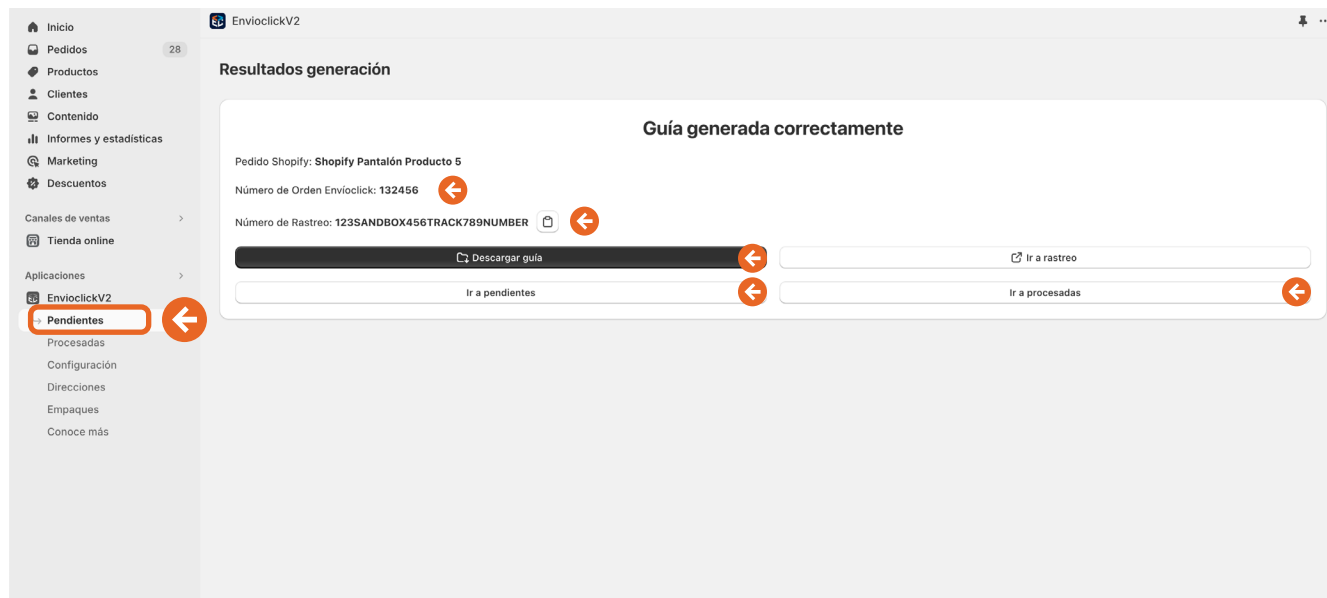 Inicio
Pedidos 28
Productos
Clientes
Contenido
Informes y estadísticas
Marketing
Descuentos
Canales de ventas
Tienda online
Aplicaciones
EnvioclickV2
Pendientes
Procesadas
Configuración
Direcciones
Empaques
Conoce más
EnvioclickV2
Resultados generación
Guía generada correctamente
Pedido Shopify: Shopify Pantalón Producto 5
Número de Orden Envíoclick: 132456
Número de Rastreo: 123SANDBOX456TRACK789NUMBER
Descargar guía
Ir a rastreo
Ir a pendientes
Ir a procesadas